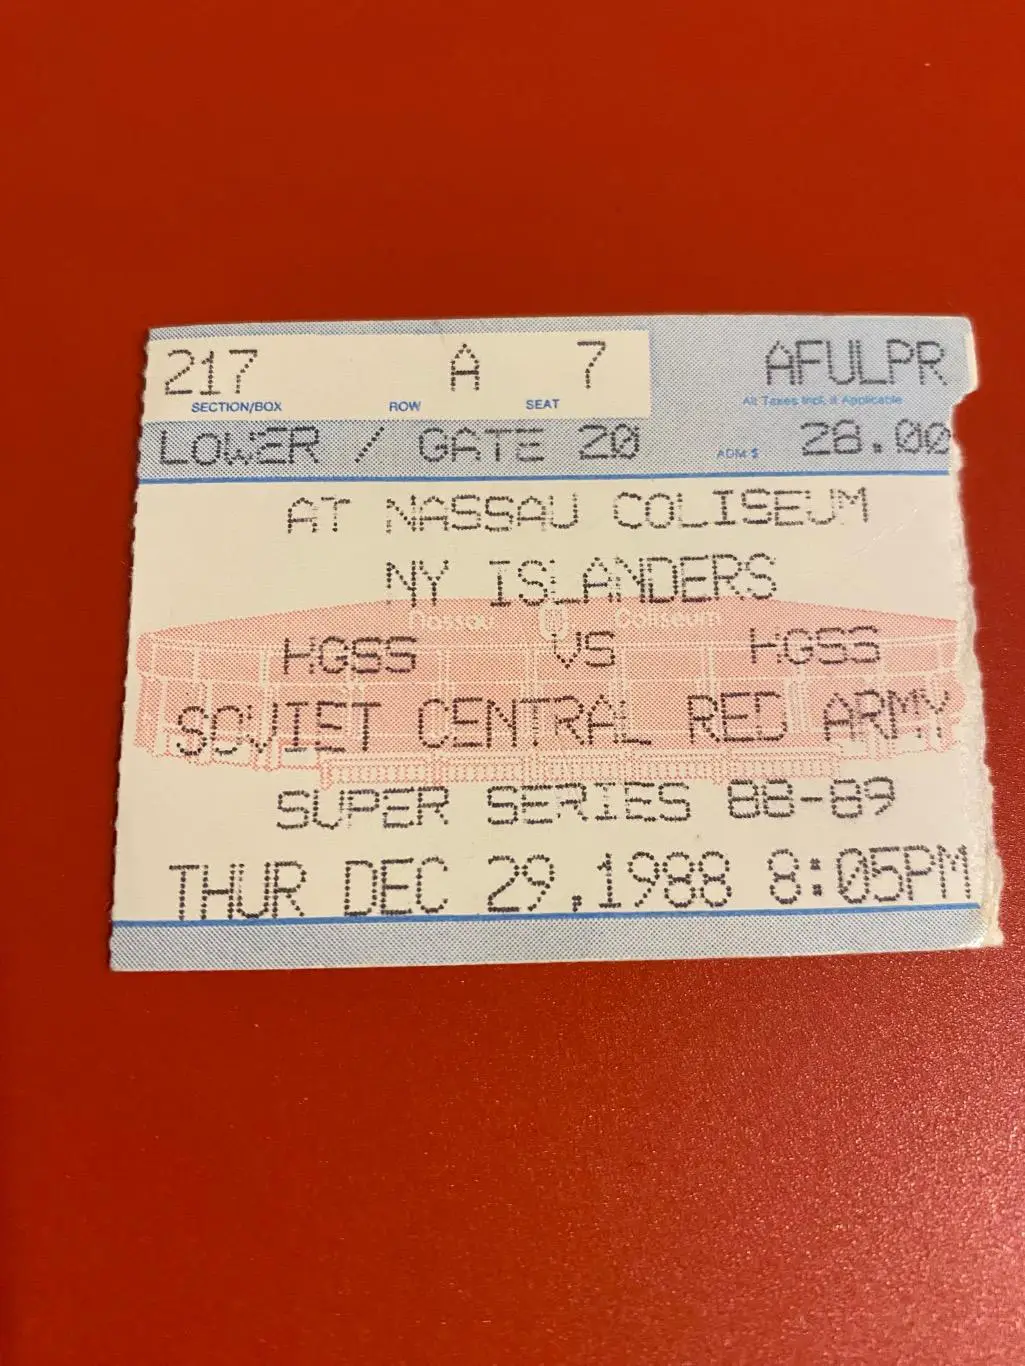 217 A 7 AFULPR
SECTION/BOX ROW SEAT All Taxes Incl. if Applicable
LOWER / GATE 20 ADM $ 28.00
AT NASSAU COLISEUM
NY ISLANDERS
Nassau Coliseum
HGSS VS HGSS
SOVIET CENTRAL RED ARMY
SUPER SERIES 88-89
THUR DEC 29,1988 8:05PM